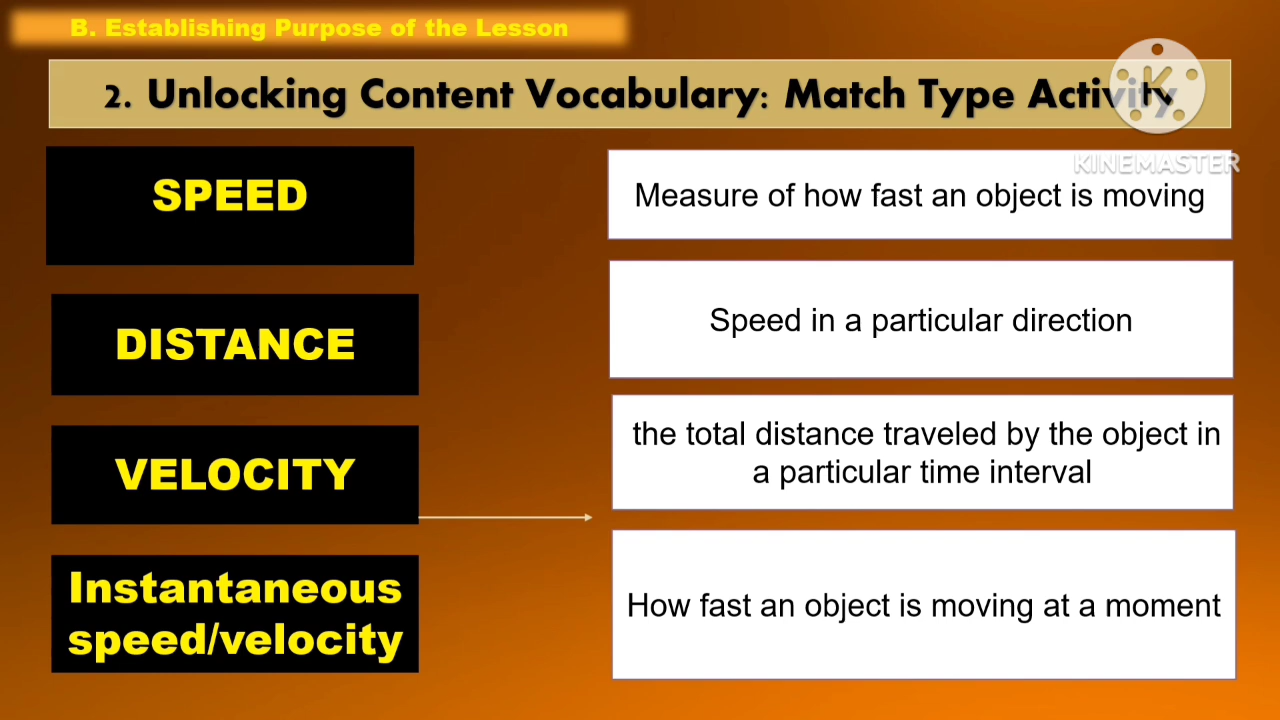 B. Establishing Purpose of the Lesson
2. Unlocking Content Vocabulary: Match Type Activity
KINEMASTER
SPEED
Measure of how fast an object is moving
DISTANCE
Speed in a particular direction
VELOCITY
the total distance traveled by the object in
a particular time interval
Instantaneous
speed/velocity
How fast an object is moving at a moment